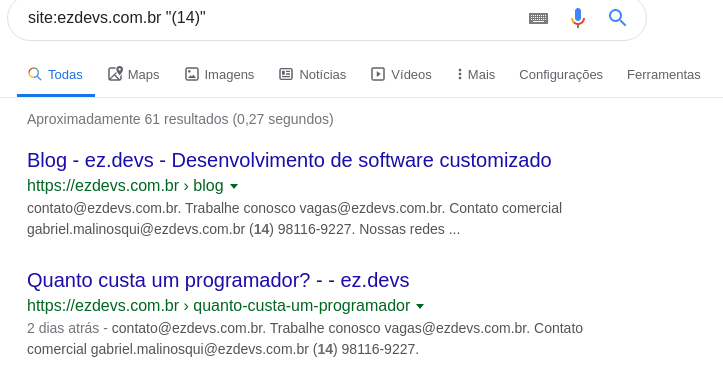 site:ezdevs.com.br "(14)"
Todas Maps Imagens Notícias Vídeos Mais Configurações Ferramentas
Aproximadamente 61 resultados (0,27 segundos)
Blog - ez.devs - Desenvolvimento de software customizado
https://ezdevs.com.br › blog
contato@ezdevs.com.br. Trabalhe conosco vagas@ezdevs.com.br. Contato comercial
gabriel.malinosqui@ezdevs.com.br (14) 98116-9227. Nossas redes ...
Quanto custa um programador? - - ez.devs
https://ezdevs.com.br › quanto-custa-um-programador
2 dias atrás - contato@ezdevs.com.br. Trabalhe conosco vagas@ezdevs.com.br. Contato
comercial gabriel.malinosqui@ezdevs.com.br (14) 98116-9227.